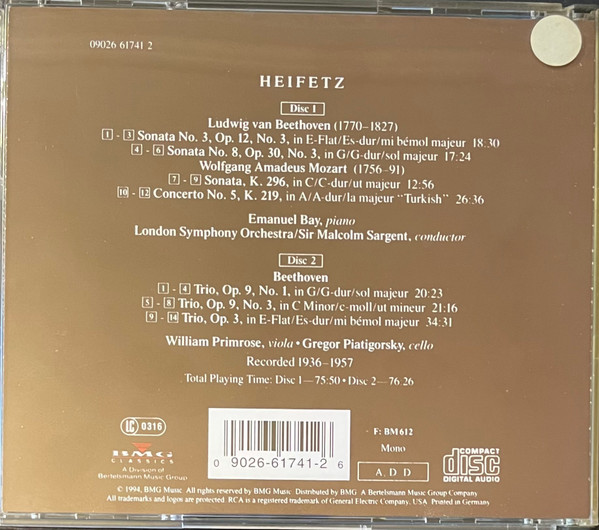 09026 61741 2
HEIFETZ
Disc 1
Ludwig van Beethoven (1770–1827)
1 - 3 Sonata No. 3, Op. 12, No. 3, in E-Flat/Es-dur/mi bémol majeur 18:30
4 - 6 Sonata No. 8, Op. 30, No. 3, in G/G-dur/sol majeur 17:24
Wolfgang Amadeus Mozart (1756–91)
7 - 9 Sonata, K. 296, in C/C-dur/ut majeur 12:56
10 - 12 Concerto No. 5, K. 219, in A/A-dur/la majeur "Turkish" 26:36
Emanuel Bay, piano
London Symphony Orchestra/Sir Malcolm Sargent, conductor
Disc 2
Beethoven
1 - 4 Trio, Op. 9, No. 1, in G/G-dur/sol majeur 20:23
5 - 8 Trio, Op. 9, No. 3, in C Minor/c-moll/ut mineur 21:16
9 - 14 Trio, Op. 3, in E-Flat/Es-dur/mi bémol majeur 34:31
William Primrose, viola • Gregor Piatigorsky, cello
Recorded 1936–1957
Total Playing Time: Disc 1—75:50 • Disc 2—76:26
LC 0316
BMG
CLASSICS
A Division of
Bertelsmann Music Group
0 09026-61741-2 6
F: BM 612
Mono
A D D
COMPACT
disc
DIGITAL AUDIO
© 1994, BMG Music. All rights reserved by BMG Music. Distributed by BMG. A Bertelsmann Music Group Company.
All trademarks and logos are protected. RCA is a registered trademark of General Electric Company, USA. Printed in Germany